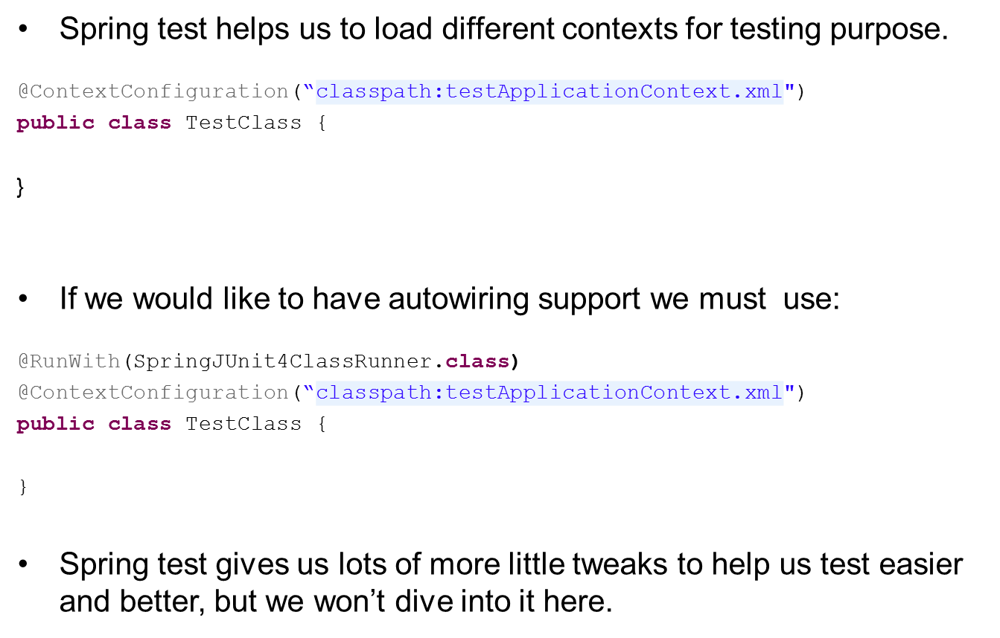 • Spring test helps us to load different contexts for testing purpose.
@ContextConfiguration(“classpath:testApplicationContext.xml")
public class TestClass {
}
• If we would like to have autowiring support we must  use:
@RunWith(SpringJUnit4ClassRunner.class)
@ContextConfiguration(“classpath:testApplicationContext.xml")
public class TestClass {
}
• Spring test gives us lots of more little tweaks to help us test easier
and better, but we won’t dive into it here.